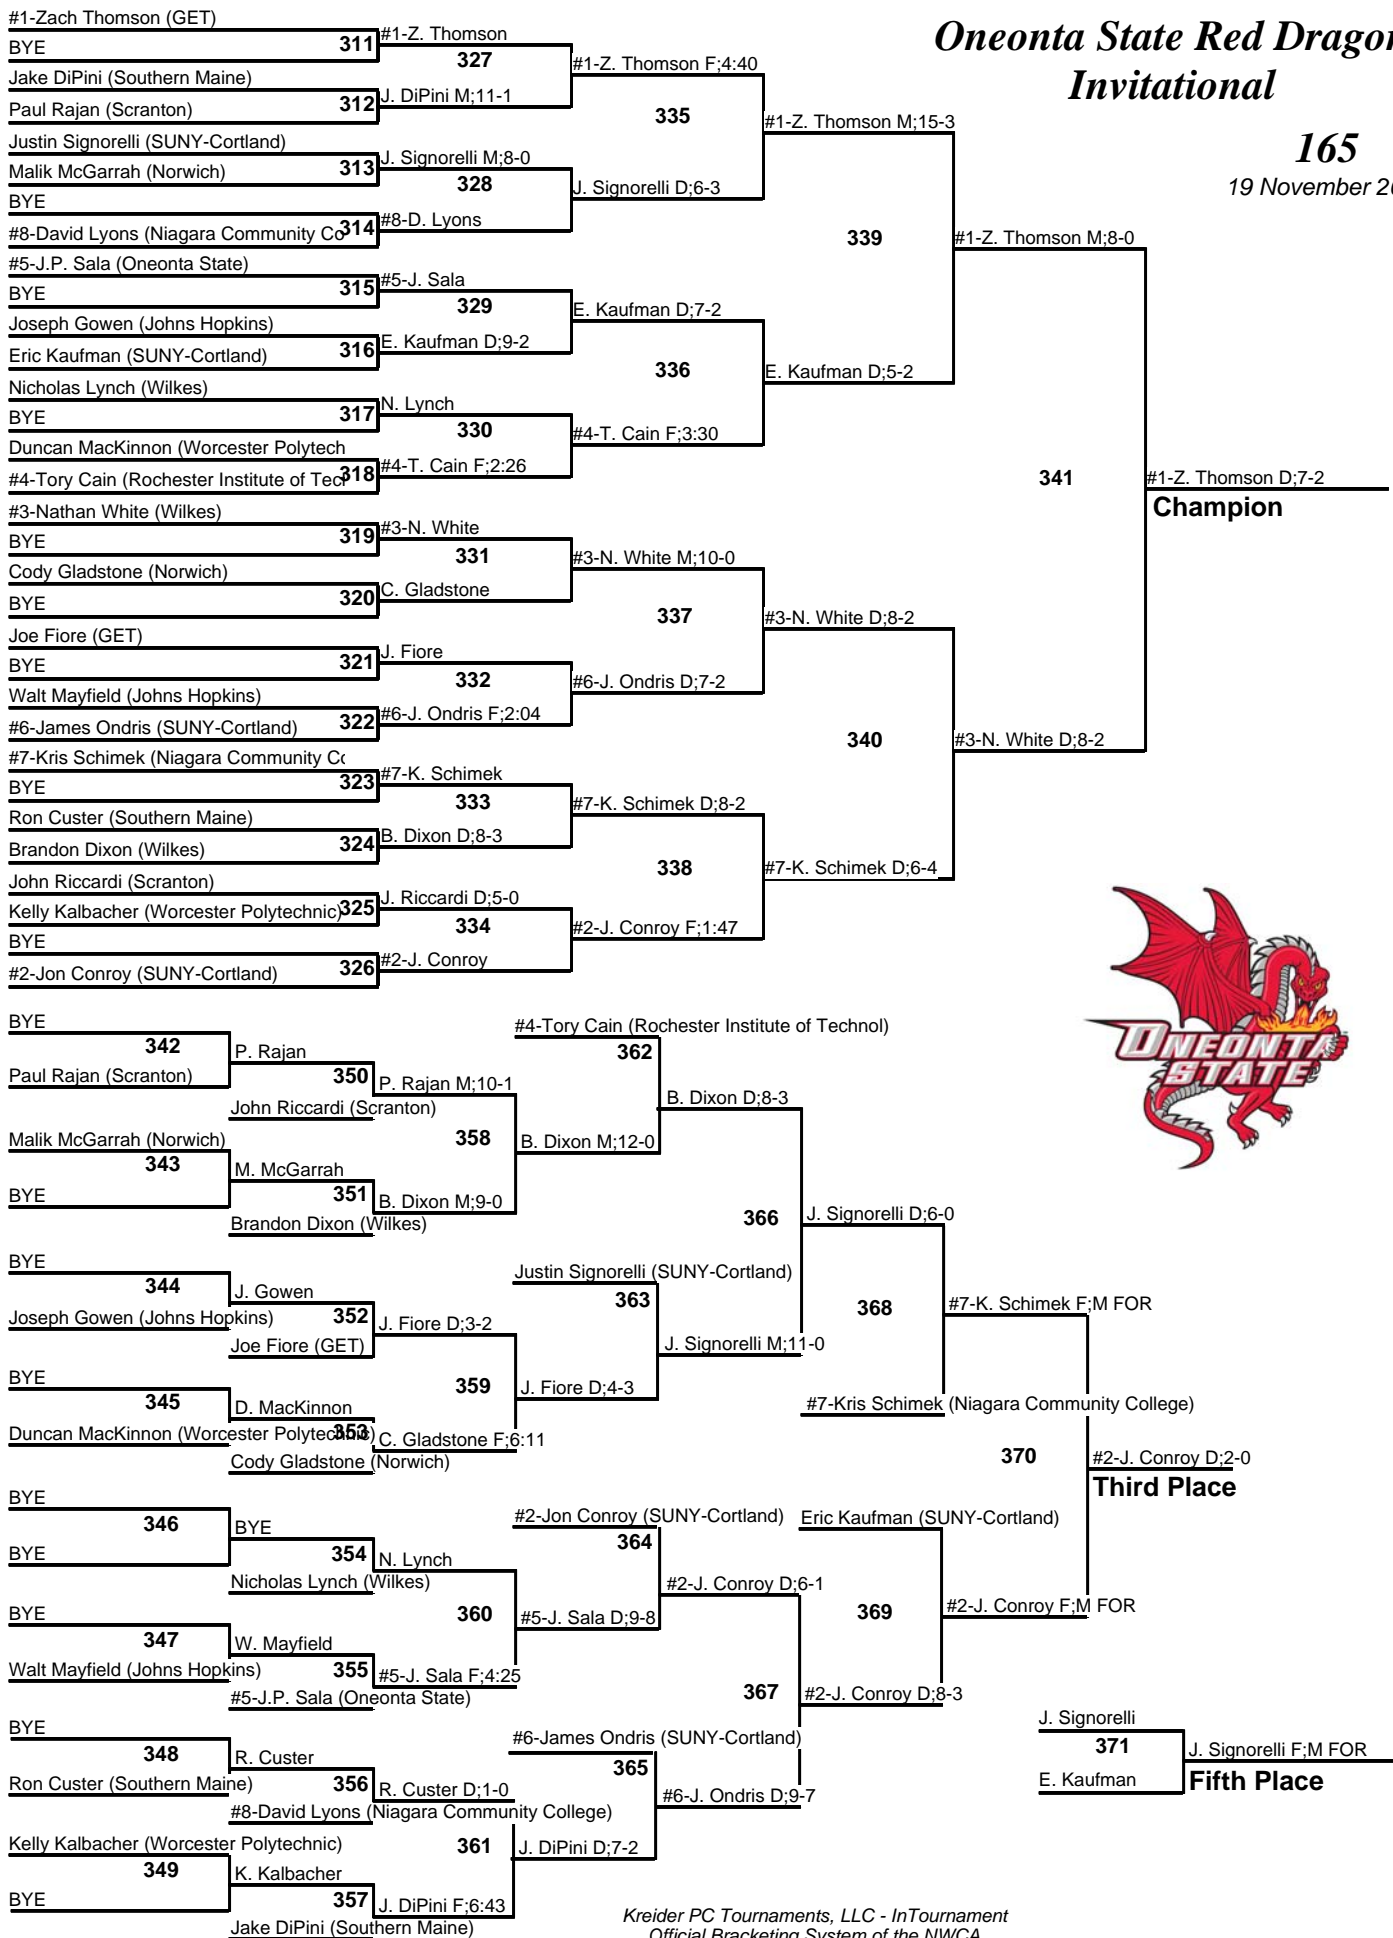 Oneonta State Red Dragon
Invitational
165
19 November 20
#1-Zach Thomson (GET)
BYE
311
Jake DiPini (Southern Maine)
Paul Rajan (Scranton)
312
Justin Signorelli (SUNY-Cortland)
Malik McGarrah (Norwich)
313
BYE
#8-David Lyons (Niagara Community Co
314
#5-J.P. Sala (Oneonta State)
BYE
315
Joseph Gowen (Johns Hopkins)
Eric Kaufman (SUNY-Cortland)
316
Nicholas Lynch (Wilkes)
BYE
317
Duncan MacKinnon (Worcester Polytech
#4-Tory Cain (Rochester Institute of Tech
318
#3-Nathan White (Wilkes)
BYE
319
Cody Gladstone (Norwich)
BYE
320
Joe Fiore (GET)
BYE
321
Walt Mayfield (Johns Hopkins)
#6-James Ondris (SUNY-Cortland)
322
#7-Kris Schimek (Niagara Community Co
BYE
323
Ron Custer (Southern Maine)
Brandon Dixon (Wilkes)
324
John Riccardi (Scranton)
Kelly Kalbacher (Worcester Polytechnic)
325
BYE
#2-Jon Conroy (SUNY-Cortland)
326
#1-Z. Thomson
327
J. DiPini M;11-1
J. Signorelli M;8-0
328
#8-D. Lyons
#5-J. Sala
329
E. Kaufman D;9-2
N. Lynch
330
#4-T. Cain F;2:26
#3-N. White
331
C. Gladstone
J. Fiore
332
#6-J. Ondris F;2:04
#7-K. Schimek
333
B. Dixon D;8-3
J. Riccardi D;5-0
334
#2-J. Conroy
#1-Z. Thomson F;4:40
335
J. Signorelli D;6-3
E. Kaufman D;7-2
336
#4-T. Cain F;3:30
#3-N. White M;10-0
337
#6-J. Ondris D;7-2
#7-K. Schimek D;8-2
338
#2-J. Conroy F;1:47
#1-Z. Thomson M;15-3
339
E. Kaufman D;5-2
#3-N. White D;8-2
340
#7-K. Schimek D;6-4
#1-Z. Thomson M;8-0
341
#3-N. White D;8-2
#1-Z. Thomson D;7-2
Champion
ONEONTA
STATE
BYE
342
Paul Rajan (Scranton)
Malik McGarrah (Norwich)
343
BYE
BYE
344
Joseph Gowen (Johns Hopkins)
BYE
345
Duncan MacKinnon (Worcester Polytechnic)
BYE
346
BYE
BYE
347
Walt Mayfield (Johns Hopkins)
BYE
348
Ron Custer (Southern Maine)
Kelly Kalbacher (Worcester Polytechnic)
349
BYE
P. Rajan
350
John Riccardi (Scranton)
M. McGarrah
351
Brandon Dixon (Wilkes)
J. Gowen
352
Joe Fiore (GET)
D. MacKinnon
353
Cody Gladstone (Norwich)
BYE
354
Nicholas Lynch (Wilkes)
W. Mayfield
355
#5-J.P. Sala (Oneonta State)
R. Custer
356
#8-David Lyons (Niagara Community College)
K. Kalbacher
357
Jake DiPini (Southern Maine)
P. Rajan M;10-1
358
B. Dixon M;9-0
J. Fiore D;3-2
359
C. Gladstone F;6:11
N. Lynch
360
#5-J. Sala F;4:25
R. Custer D;1-0
361
J. DiPini F;6:43
#4-Tory Cain (Rochester Institute of Technol)
362
B. Dixon M;12-0
Justin Signorelli (SUNY-Cortland)
363
J. Fiore D;4-3
#2-Jon Conroy (SUNY-Cortland)
364
#5-J. Sala D;9-8
#6-James Ondris (SUNY-Cortland)
365
J. DiPini D;7-2
B. Dixon D;8-3
366
J. Signorelli M;11-0
#2-J. Conroy D;6-1
367
#6-J. Ondris D;9-7
J. Signorelli D;6-0
368
#7-Kris Schimek (Niagara Community College)
Eric Kaufman (SUNY-Cortland)
369
#2-J. Conroy D;8-3
#7-K. Schimek F;M FOR
370
#2-J. Conroy F;M FOR
#2-J. Conroy D;2-0
Third Place
J. Signorelli
371
E. Kaufman
J. Signorelli F;M FOR
Fifth Place
Kreider PC Tournaments, LLC - InTournament
Official Bracketing System of the NWCA